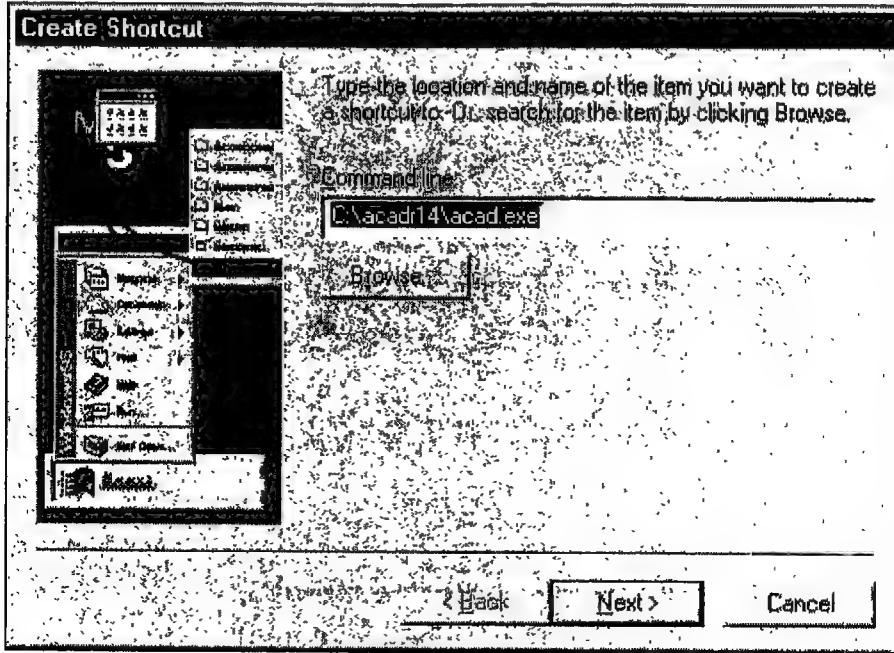 Create Shortcut
Type the location and name of the item you want to create
a shortcut to. Or, search for the item by clicking Browse.
Command line:
C:\acadr14\acad.exe
Browse...
< Back
Next >
Cancel